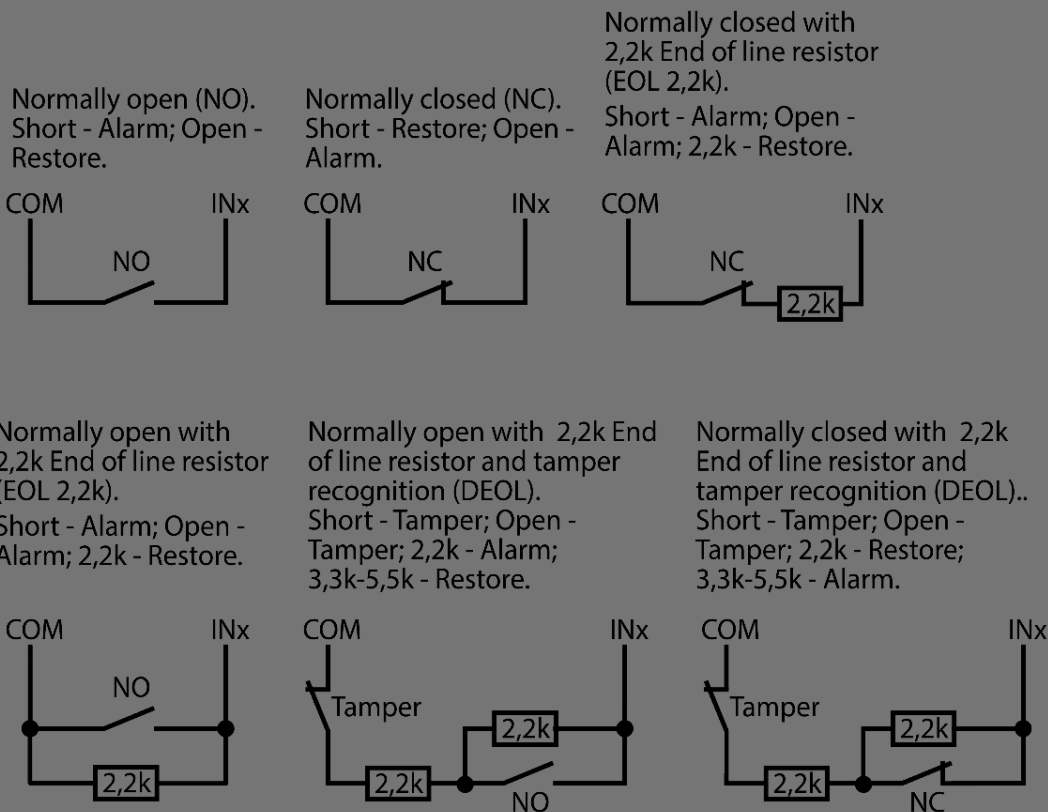 Normally open (NO).
Short - Alarm; Open -
Restore.
COM
INx
NO
Normally closed (NC).
Short - Restore; Open -
Alarm.
COM
INx
NC
Normally closed with
2,2k End of line resistor
(EOL 2,2k).
Short - Alarm; Open -
Alarm; 2,2k - Restore.
COM
INx
NC
2,2k
Normally open with
2,2k End of line resistor
(EOL 2,2k).
Short - Alarm; Open -
Alarm; 2,2k - Restore.
COM
INx
NO
2,2k
Normally open with 2,2k End
of line resistor and tamper
recognition (DEOL).
Short - Tamper; Open -
Tamper; 2,2k - Alarm;
3,3k-5,5k - Restore.
COM
INx
Tamper
2,2k
2,2k
NO
Normally closed with 2,2k
End of line resistor and
tamper recognition (DEOL)..
Short - Tamper; Open -
Tamper; 2,2k - Restore;
3,3k-5,5k - Alarm.
COM
INx
Tamper
2,2k
2,2k
NC